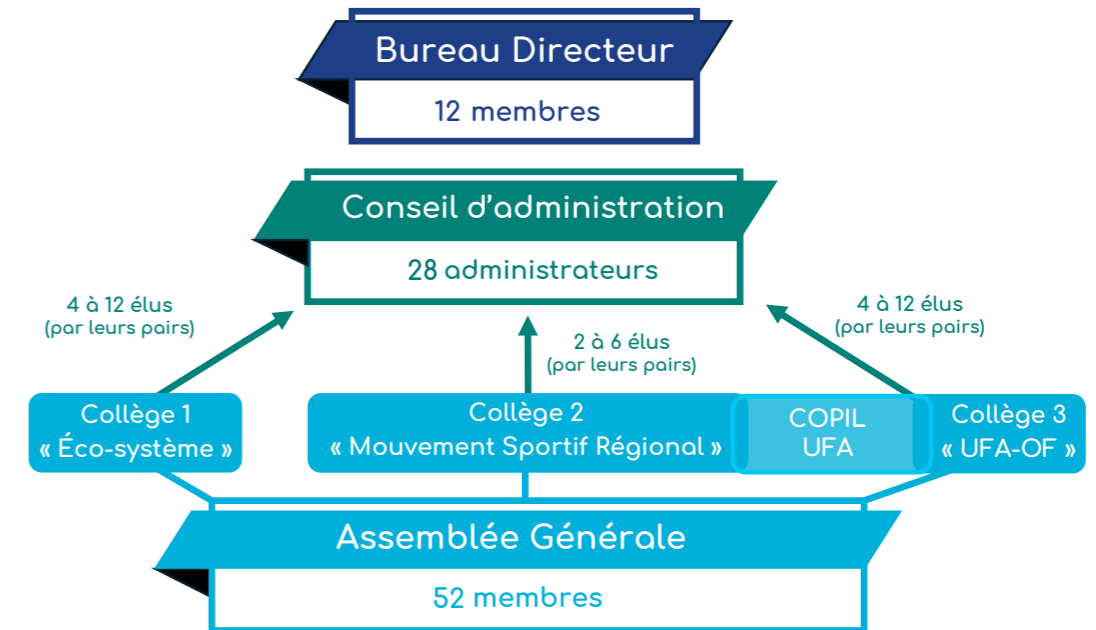 Bureau Directeur
12 membres
Conseil d'administration
28 administrateurs
4 à 12 élus
(par leurs pairs)
2 à 6 élus
(par leurs pairs)
4 à 12 élus
(par leurs pairs)
Collège 1
« Éco-système »
Collège 2
« Mouvement Sportif Régional »
COPIL
UFA
Collège 3
« UFA-OF »
Assemblée Générale
52 membres